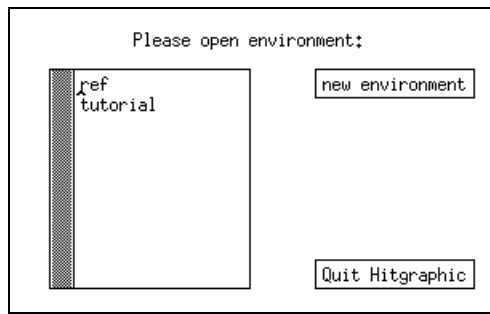 Please open environment:
ref
tutorial
new environment
Quit Hitgraphic